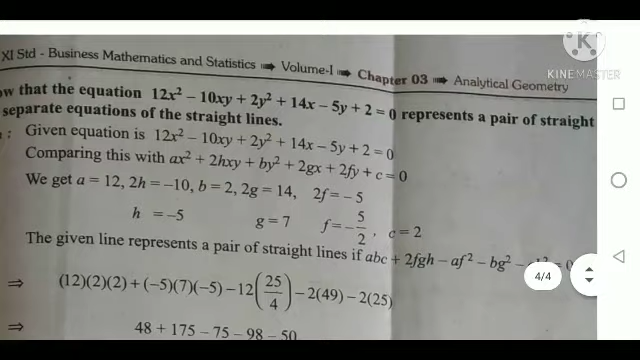 XI Std - Business Mathematics and Statistics ➠ Volume-I ➠ Chapter 03 ➠ Analytical Geometry
KINEMASTER
that the equation 12x² – 10xy + 2y² + 14x – 5y + 2 = 0 represents a pair of straight
separate equations of the straight lines.
: Given equation is 12x² – 10xy + 2y² + 14x – 5y + 2 = 0
Comparing this with ax² + 2hxy + by² + 2gx + 2fy + c = 0
We get a = 12, 2h = –10, b = 2, 2g = 14, 2f = – 5
h = –5 g = 7 f = –5/2, c = 2
The given line represents a pair of straight lines if abc + 2fgh – af² – bg² –
4/4
⇒ (12)(2)(2) + (–5)(7)(–5) – 12(25/4) – 2(49) – 2(25)
⇒ 48 + 175 – 75 – 98 – 50